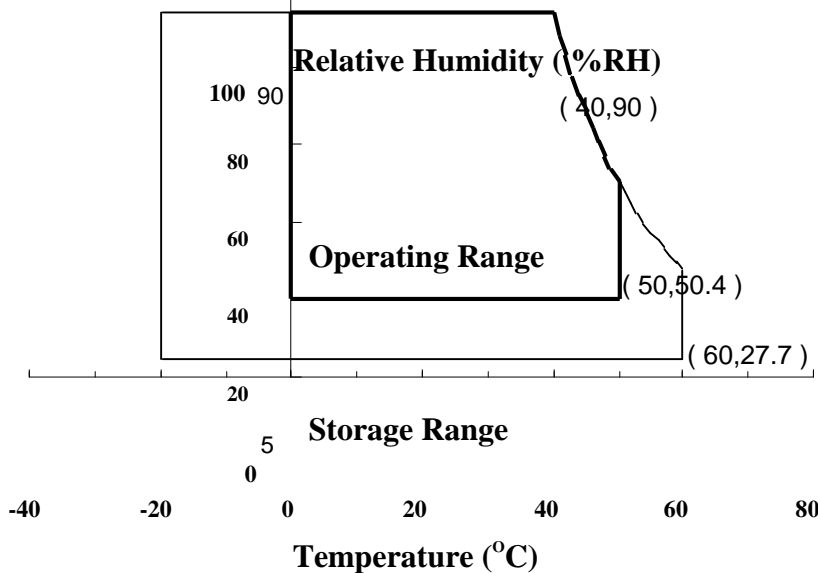 Relative Humidity ( %RH)
100
90
( 40,90 )
80
60
Operating Range
( 50,50.4 )
40
( 60,27.7 )
20
Storage Range
5
0
-40 -20 0 20 40 60 80
Temperature (°C)